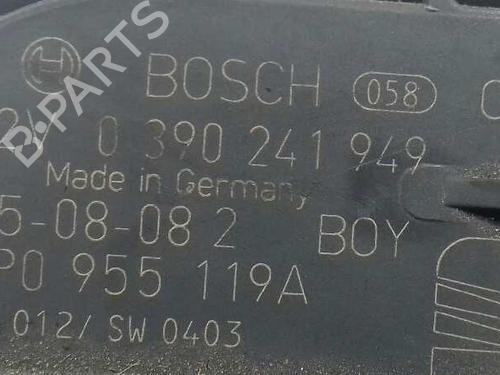 B-PARTS
BOSCH 058
0 390 241 949
Made in Germany
5-08-08 2 BOY
P0 955 119A
012/ SW 0403